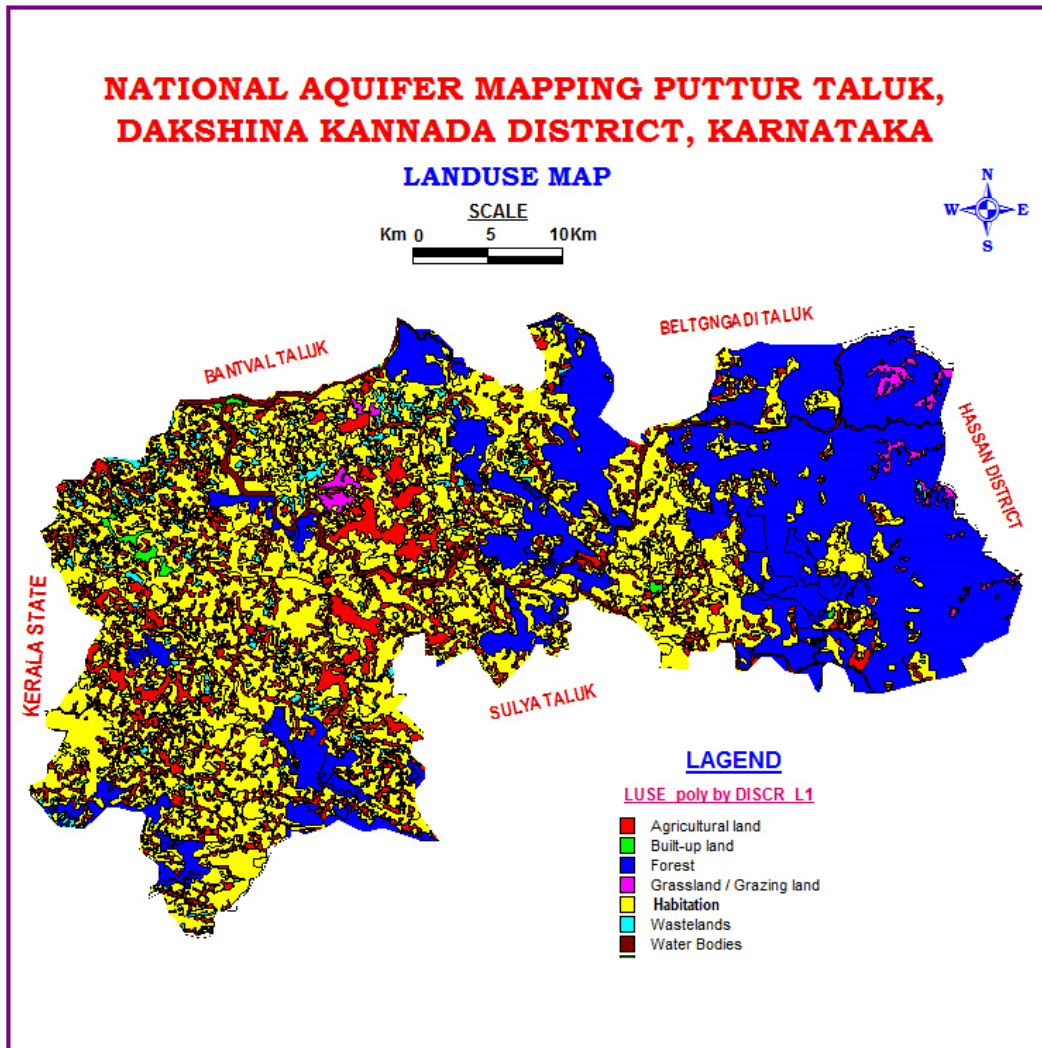 NATIONAL AQUIFER MAPPING PUTTUR TALUK,
DAKSHINA KANNADA DISTRICT, KARNATAKA
LANDUSE MAP
SCALE
Km 0 5 10Km
N
W E
S
BELTGNGADI TALUK
BANTVAL TALUK
HASSAN DISTRICT
KERALA STATE
SULYA TALUK
LAGEND
LUSE_poly by DISCR_L1
Agricultural land
Built-up land
Forest
Grassland / Grazing land
Habitation
Wastelands
Water Bodies